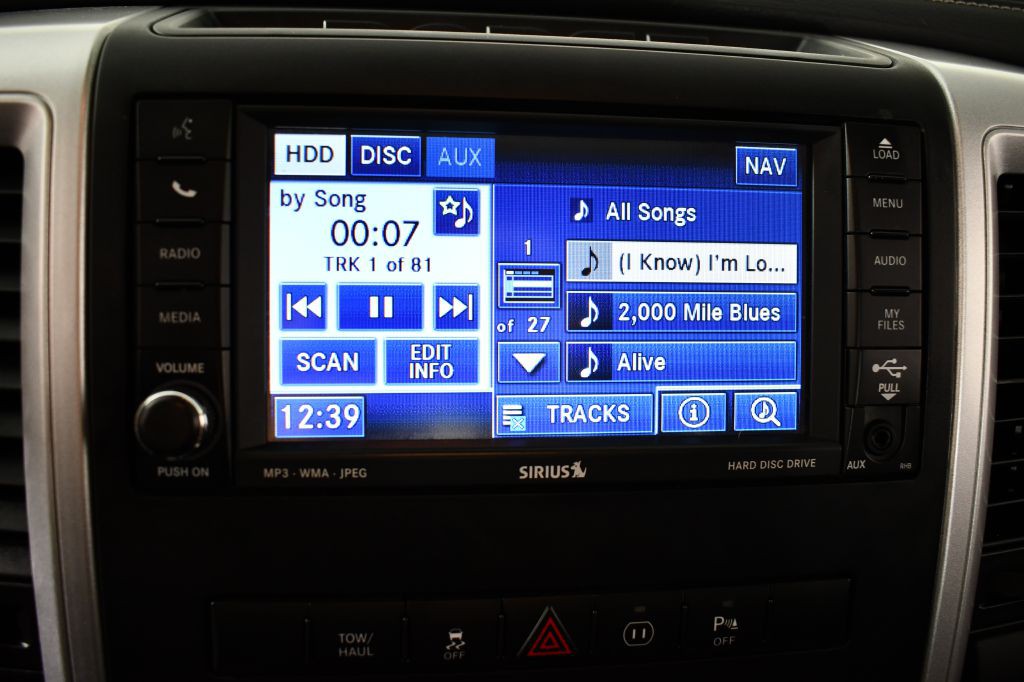 HDD DISC AUX NAV
by Song
00:07
TRK 1 of 81
SCAN EDIT INFO
12:39
All Songs
1
of 27
(I Know) I'm Lo...
2,000 Mile Blues
Alive
TRACKS
RADIO
MEDIA
VOLUME
PUSH ON
LOAD
MENU
AUDIO
MY
FILES
PULL
AUX
RHB
MP3 · WMA · JPEG
SIRIUS
HARD DISC DRIVE
TOW/
HAUL
OFF
P
OFF